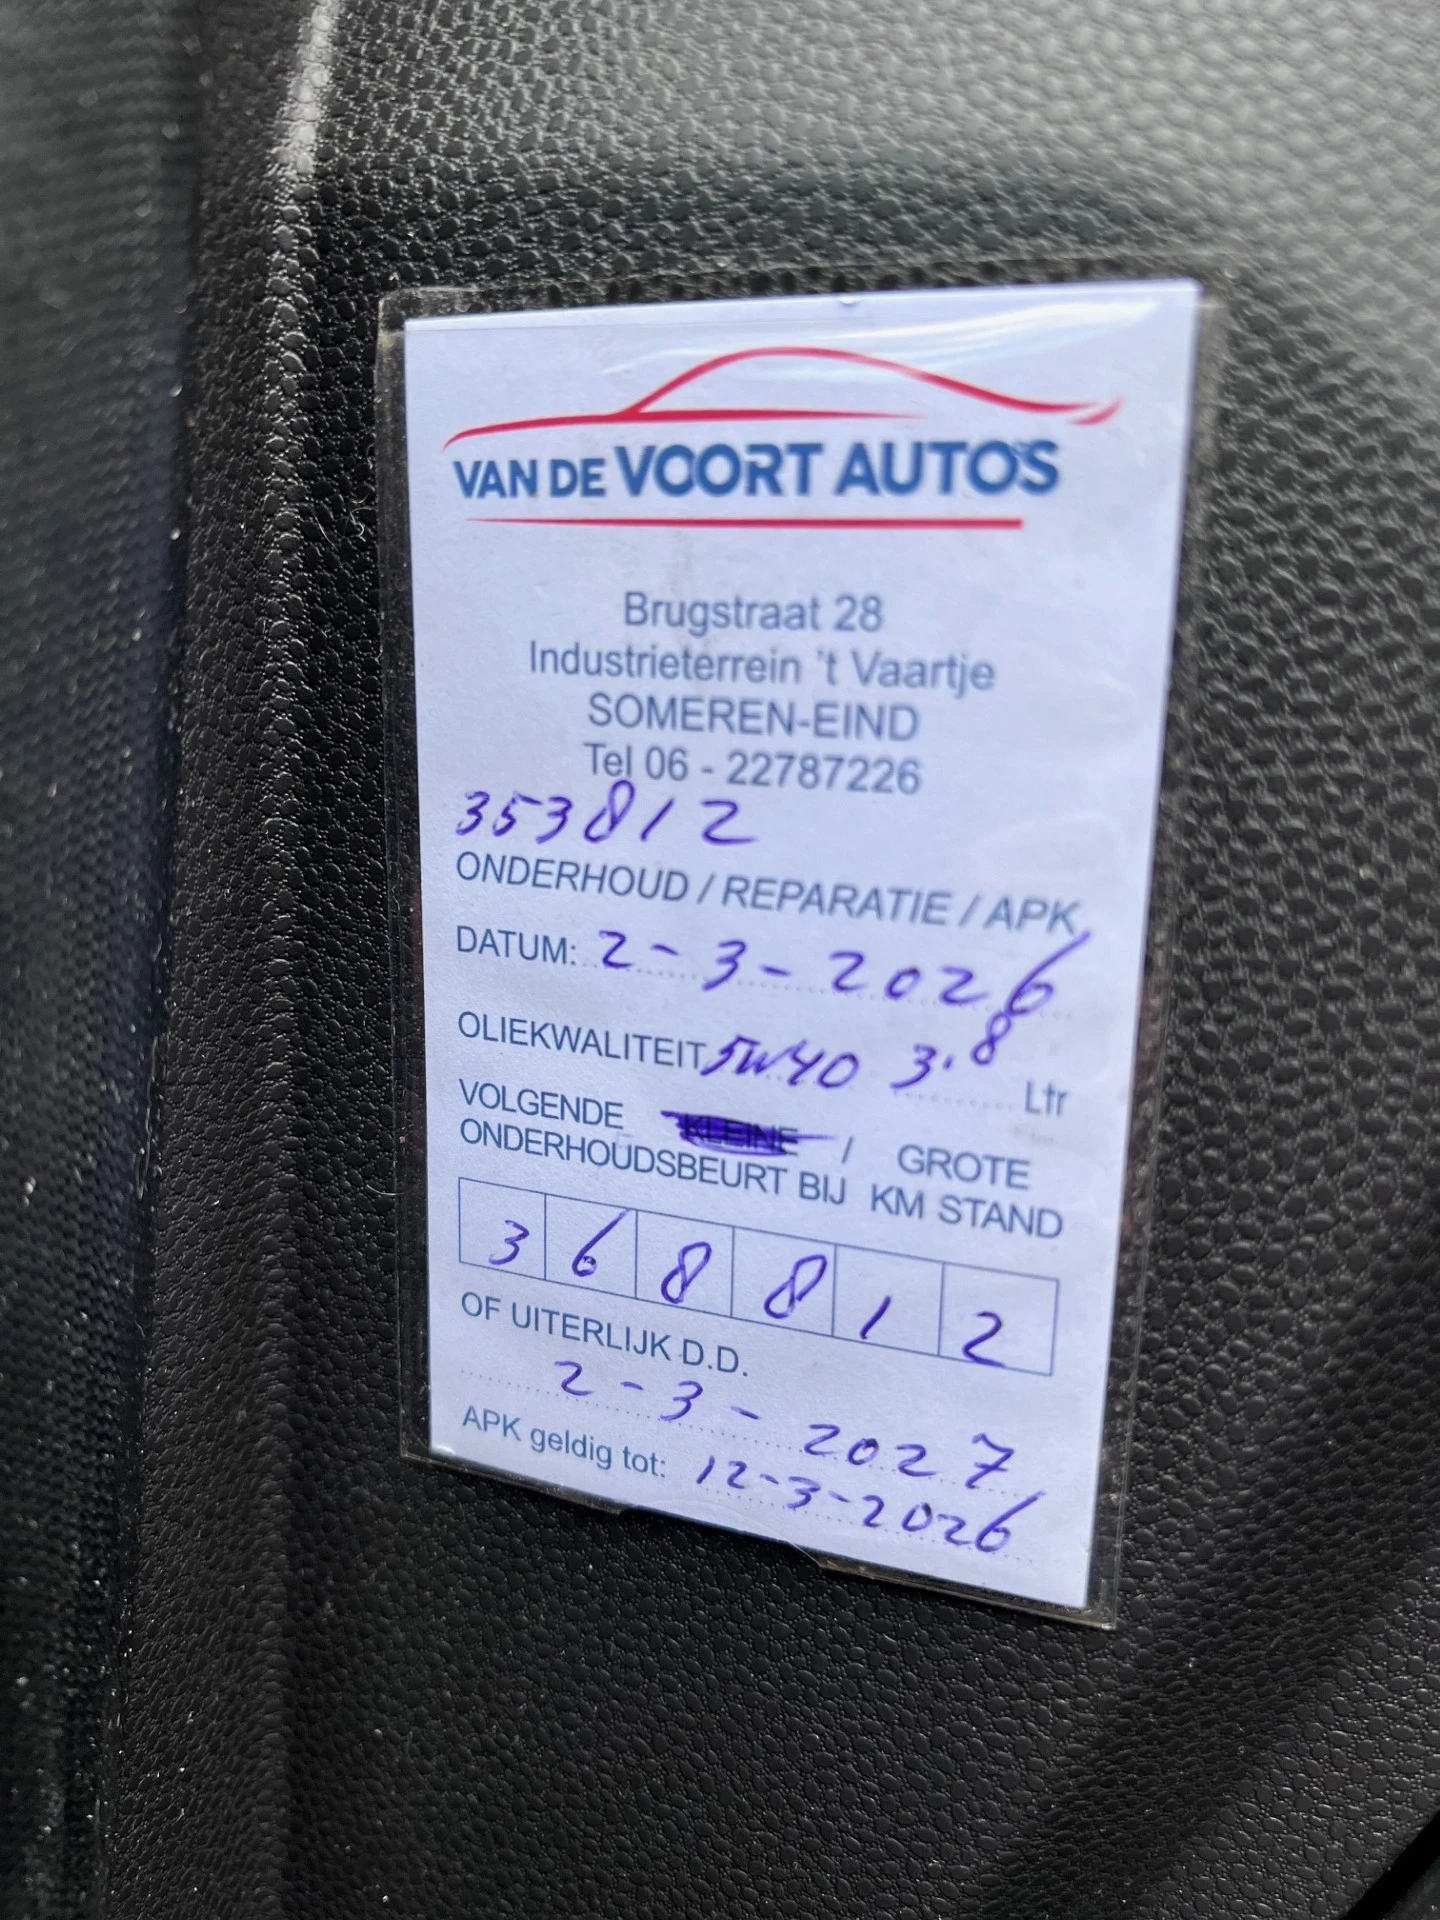 VAN DE VOORT AUTO'S
Brugstraat 28
Industrieterrein 't Vaartje
SOMEREN-EIND
Tel 06 - 22787226
353812
ONDERHOUD / REPARATIE / APK
DATUM: 2-3-2026
OLIEKWALITEIT 5W40 3.8 Ltr
VOLGENDE KLEINE / GROTE
ONDERHOUDSBEURT BIJ KM STAND
3 6 8 8 1 2
OF UITERLIJK D.D.
2-3-2027
APK geldig tot: 12-3-2026